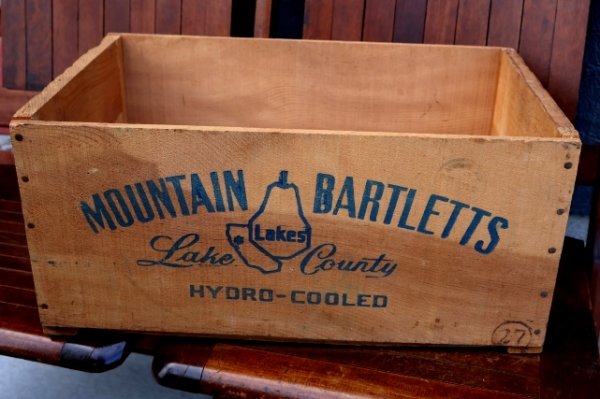 MOUNTAIN BARTLETTS
Lakes
Lake County
HYDRO-COOLED
27